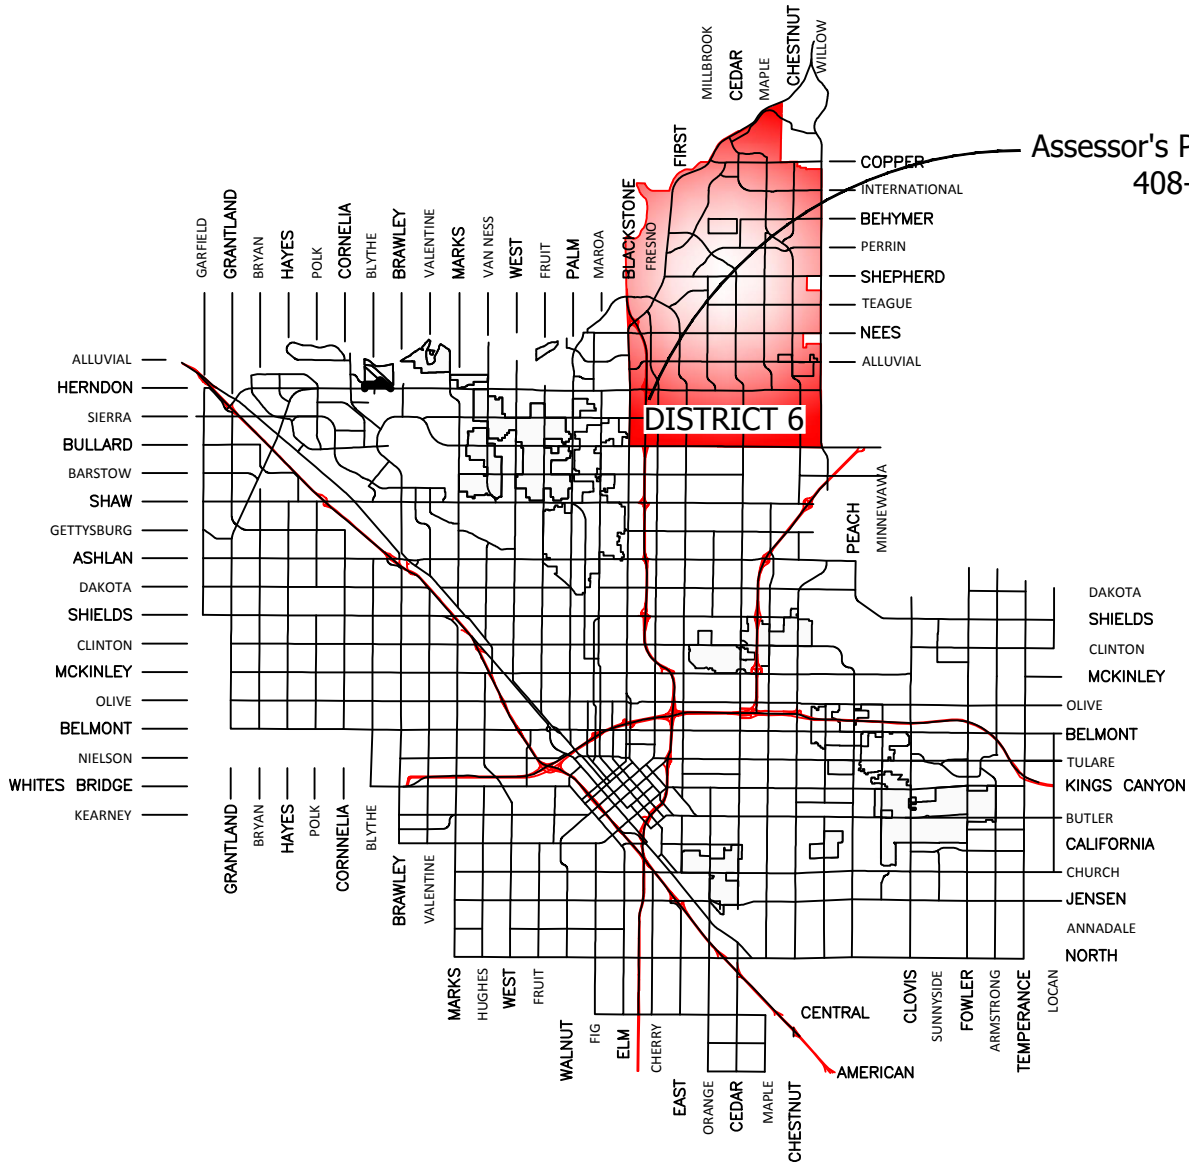 MILLBROOK
CEDAR
MAPLE
CHESTNUT
WILLOW
FIRST
Assessor's P
408-
COPPER
INTERNATIONAL
BEHYMER
PERRIN
SHEPHERD
TEAGUE
NEES
ALLUVIAL
GARFIELD
GRANTLAND
BRYAN
HAYES
POLK
CORNELIA
BLYTHE
BRAWLEY
VALENTINE
MARKS
VAN NESS
WEST
FRUIT
PALM
MAROA
BLACKSTONE
FRESNO
DISTRICT 6
ALLUVIAL
HERNDON
SIERRA
BULLARD
BARSTOW
SHAW
GETTYSBURG
ASHLAN
DAKOTA
SHIELDS
CLINTON
MCKINLEY
OLIVE
BELMONT
NIELSON
WHITES BRIDGE
KEARNEY
PEACH
MINNEWAWA
DAKOTA
SHIELDS
CLINTON
MCKINLEY
OLIVE
BELMONT
TULARE
KINGS CANYON
BUTLER
CALIFORNIA
CHURCH
JENSEN
ANNADALE
NORTH
GRANTLAND
BRYAN
HAYES
POLK
CORNNELIA
BLYTHE
BRAWLEY
VALENTINE
MARKS
HUGHES
WEST
FRUIT
WALNUT
FIG
ELM
CHERRY
EAST
ORANGE
CEDAR
MAPLE
CHESTNUT
CENTRAL
AMERICAN
CLOVIS
SUNNYSIDE
FOWLER
ARMSTRONG
TEMPERANCE
LOCAN